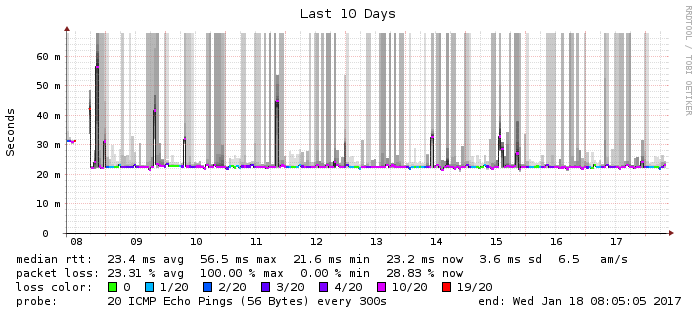 Last 10 Days
RRDTOOL / TOBI OETIKER
Seconds
60 m
50 m
40 m
30 m
20 m
10 m
0
08 09 10 11 12 13 14 15 16 17
median rtt: 23.4 ms avg 56.5 ms max 21.6 ms min 23.2 ms now 3.6 ms sd 6.5 am/s
packet loss: 23.31 % avg 100.00 % max 0.00 % min 28.83 % now
loss color: 0 1/20 2/20 3/20 4/20 10/20 19/20
probe: 20 ICMP Echo Pings (56 Bytes) every 300s end: Wed Jan 18 08:05:05 2017